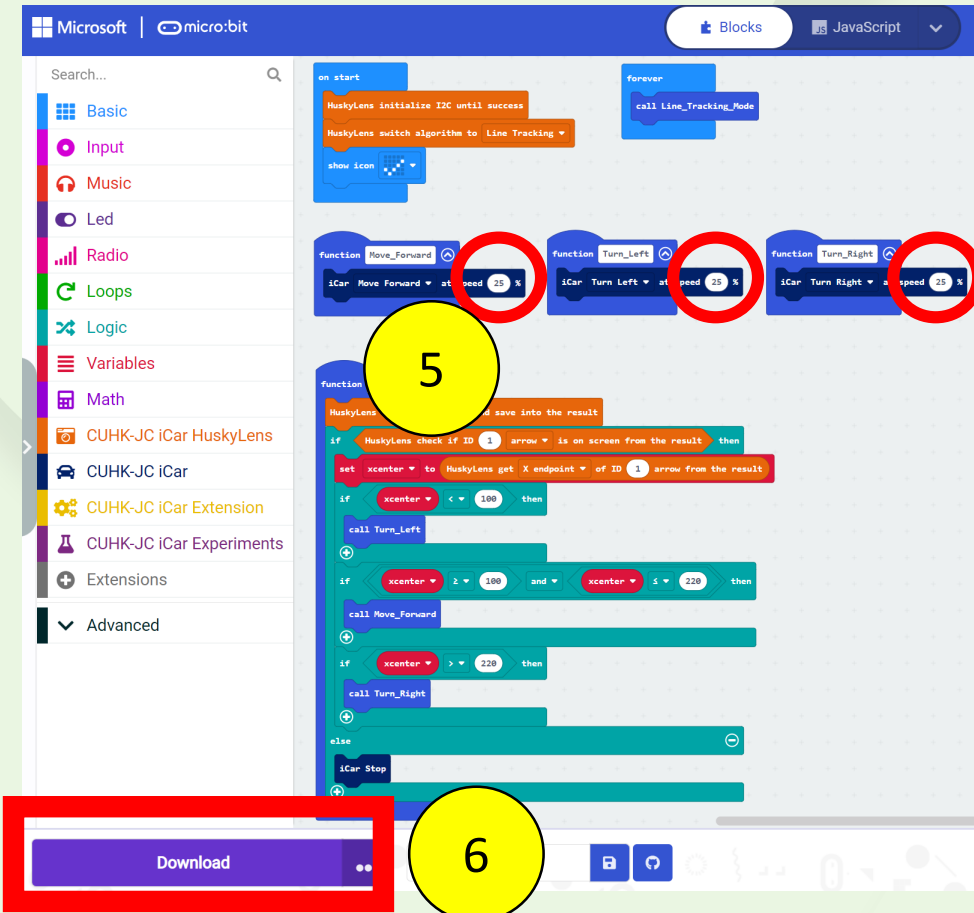 Microsoft
micro:bit
Blocks
JS JavaScript
Search...
Basic
Input
Music
Led
Radio
Loops
Logic
Variables
Math
CUHK-JC iCar HuskyLens
CUHK-JC iCar
CUHK-JC iCar Extension
CUHK-JC iCar Experiments
Extensions
Advanced
on start
HuskyLens initialize I2C until success
HuskyLens switch algorithm to Line Tracking
show icon
forever
call Line_Tracking_Mode
function Move_Forward
iCar Move Forward at speed 25 %
function Turn_Left
iCar Turn Left at speed 25 %
function Turn_Right
iCar Turn Right at speed 25 %
5
function
HuskyLens save into the result
if HuskyLens check if ID 1 arrow is on screen from the result then
set xcenter to HuskyLens get X endpoint of ID 1 arrow from the result
if xcenter < 100 then
call Turn_Left
if xcenter ≥ 100 and xcenter ≤ 220 then
call Move_Forward
if xcenter > 220 then
call Turn_Right
else
iCar Stop
Download
6